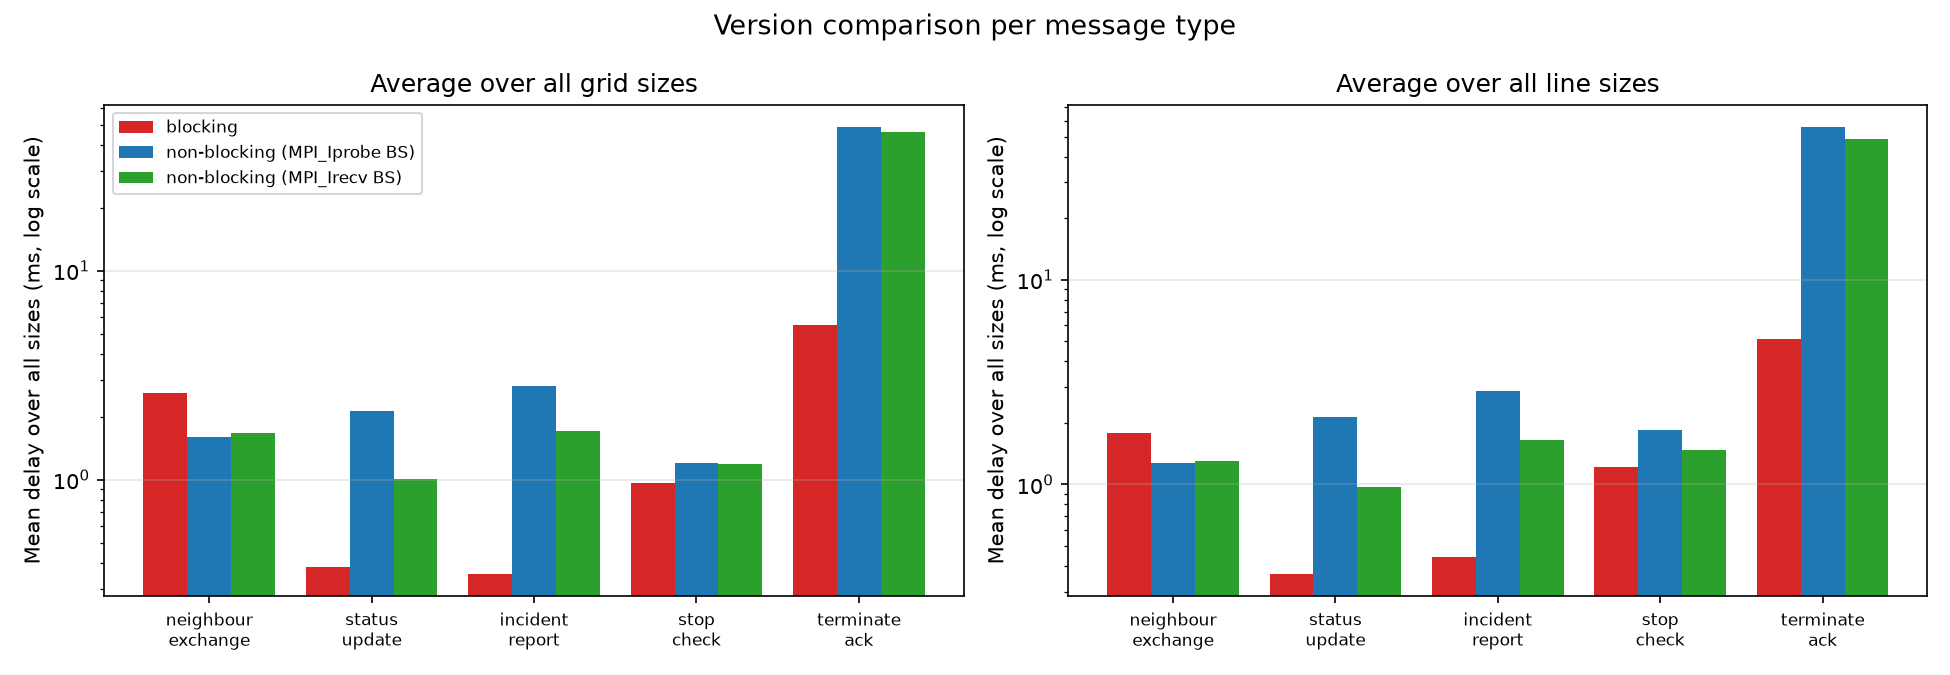 Version comparison per message type
Average over all grid sizes
Mean delay over all sizes (ms, log scale)
10¹
10⁰
blocking
non-blocking (MPI_Iprobe BS)
non-blocking (MPI_Irecv BS)
neighbour
exchange
status
update
incident
report
stop
check
terminate
ack
Average over all line sizes
Mean delay over all sizes (ms, log scale)
10¹
10⁰
neighbour
exchange
status
update
incident
report
stop
check
terminate
ack